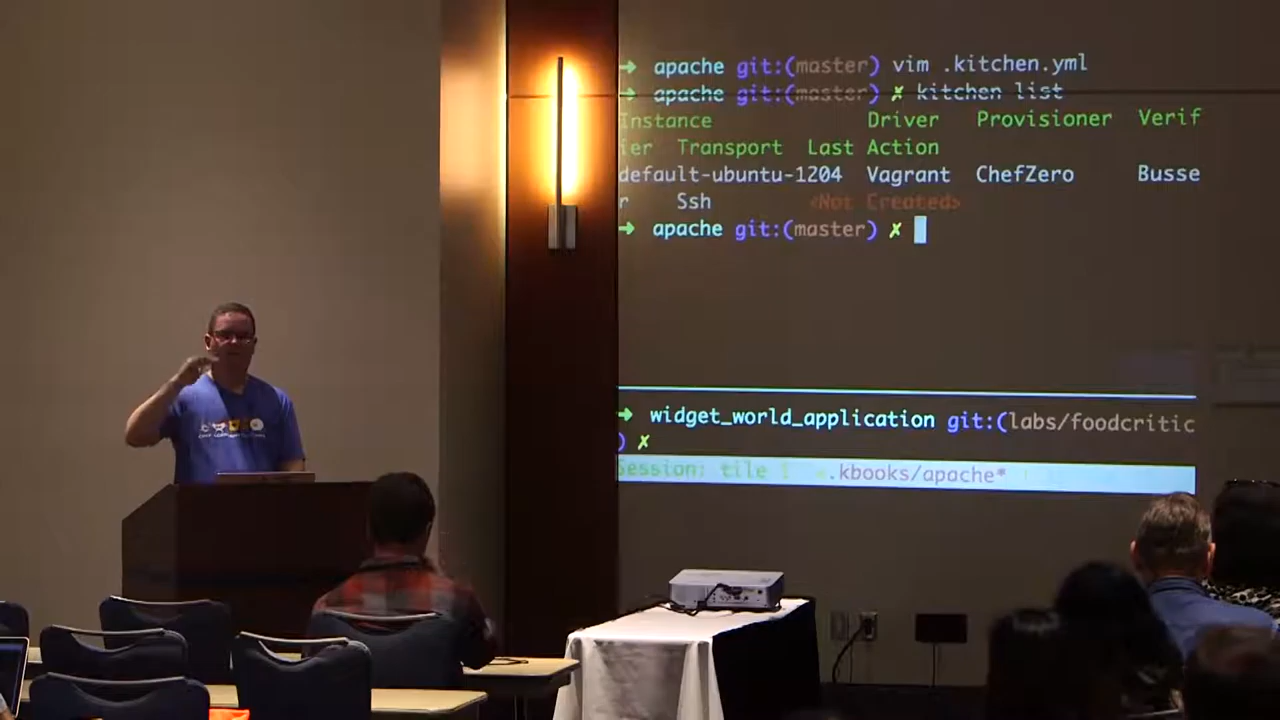 → apache git:(master) vim .kitchen.yml
→ apache git:(master) ✗ kitchen list
Instance Driver Provisioner Verif
ier Transport Last Action
default-ubuntu-1204 Vagrant ChefZero Busse
r Ssh <Not Created>
→ apache git:(master) ✗
→ widget_world_application git:(labs/foodcritic
) ✗
Session: tile 1 .kbooks/apache*